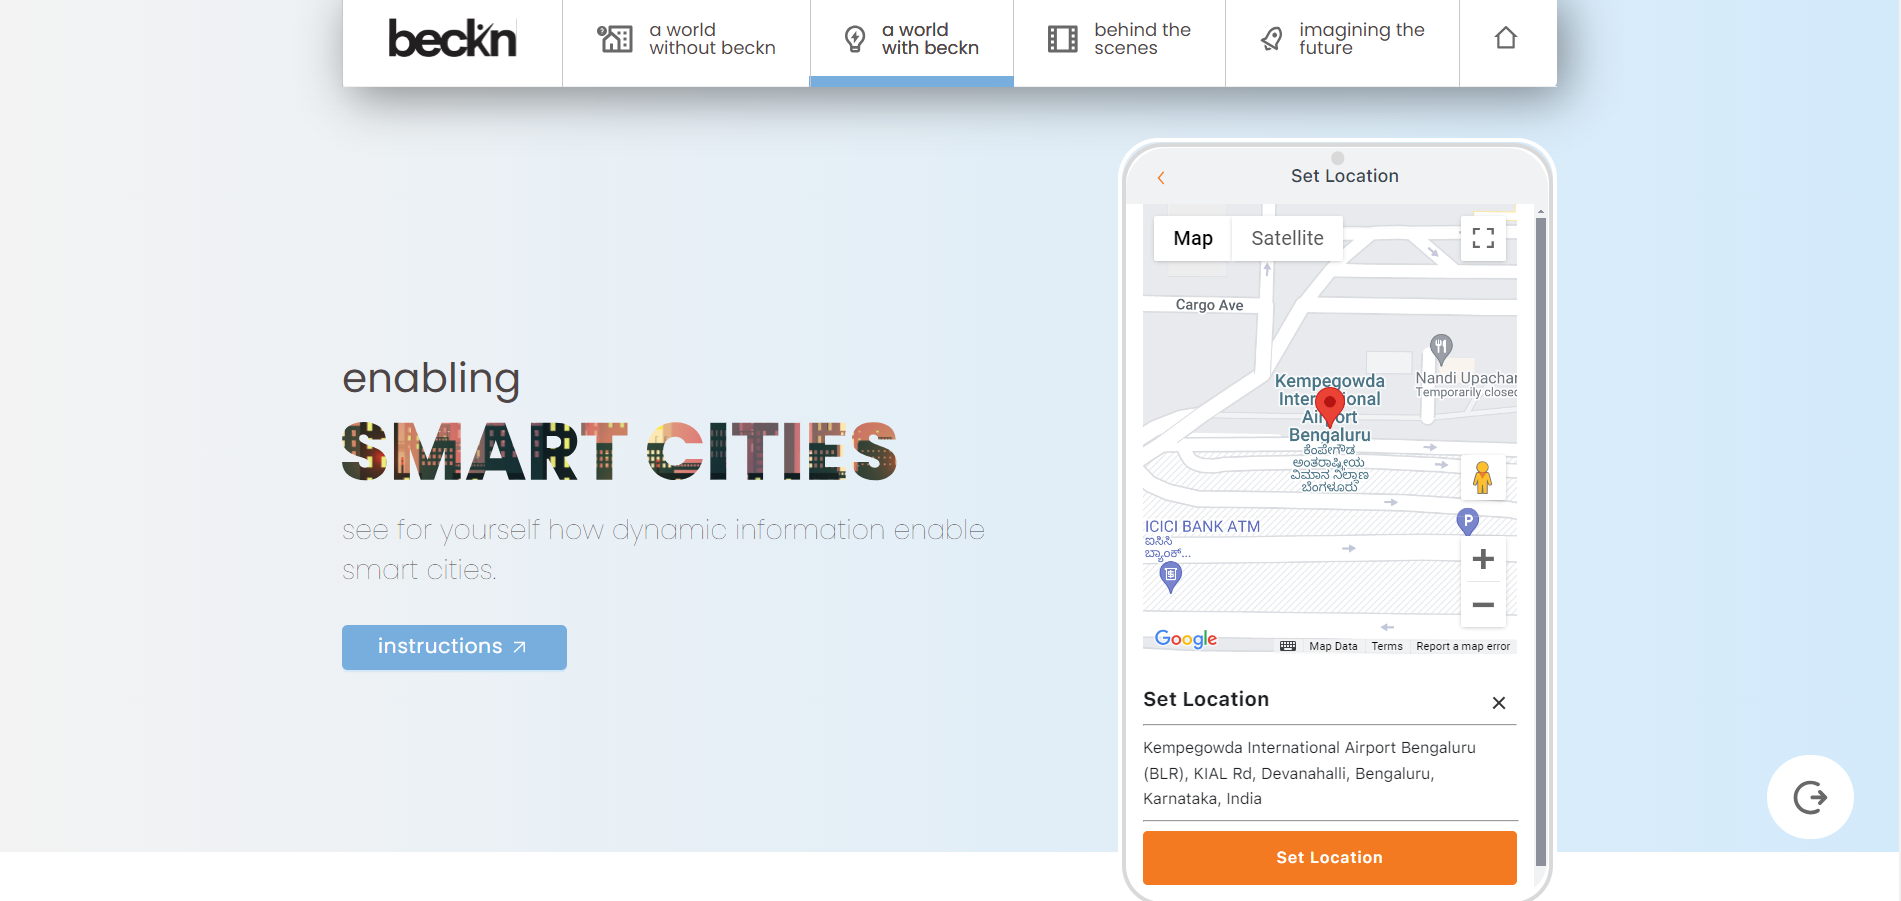 beckn
a world
without beckn
a world
with beckn
behind the
scenes
imagining the
future
enabling
SMART CITIES
see for yourself how dynamic information enable
smart cities.
instructions
Set Location
Map
Satellite
Cargo Ave
Nandi Upachar
Temporarily closed
Kempegowda
International
Airport
Bengaluru
ಕೆಂಪೇಗೌಡ
ಅಂತರಾಷ್ಟ್ರೀಯ
ವಿಮಾನ ನಿಲ್ದಾಣ
ಬೆಂಗಳೂರು
P
ICICI BANK ATM
ಐಸಿಸಿ
ಬ್ಯಾಂಕ್...
Google
Map Data
Terms
Report a map error
Set Location
Kempegowda International Airport Bengaluru
(BLR), KIAL Rd, Devanahalli, Bengaluru,
Karnataka, India
Set Location